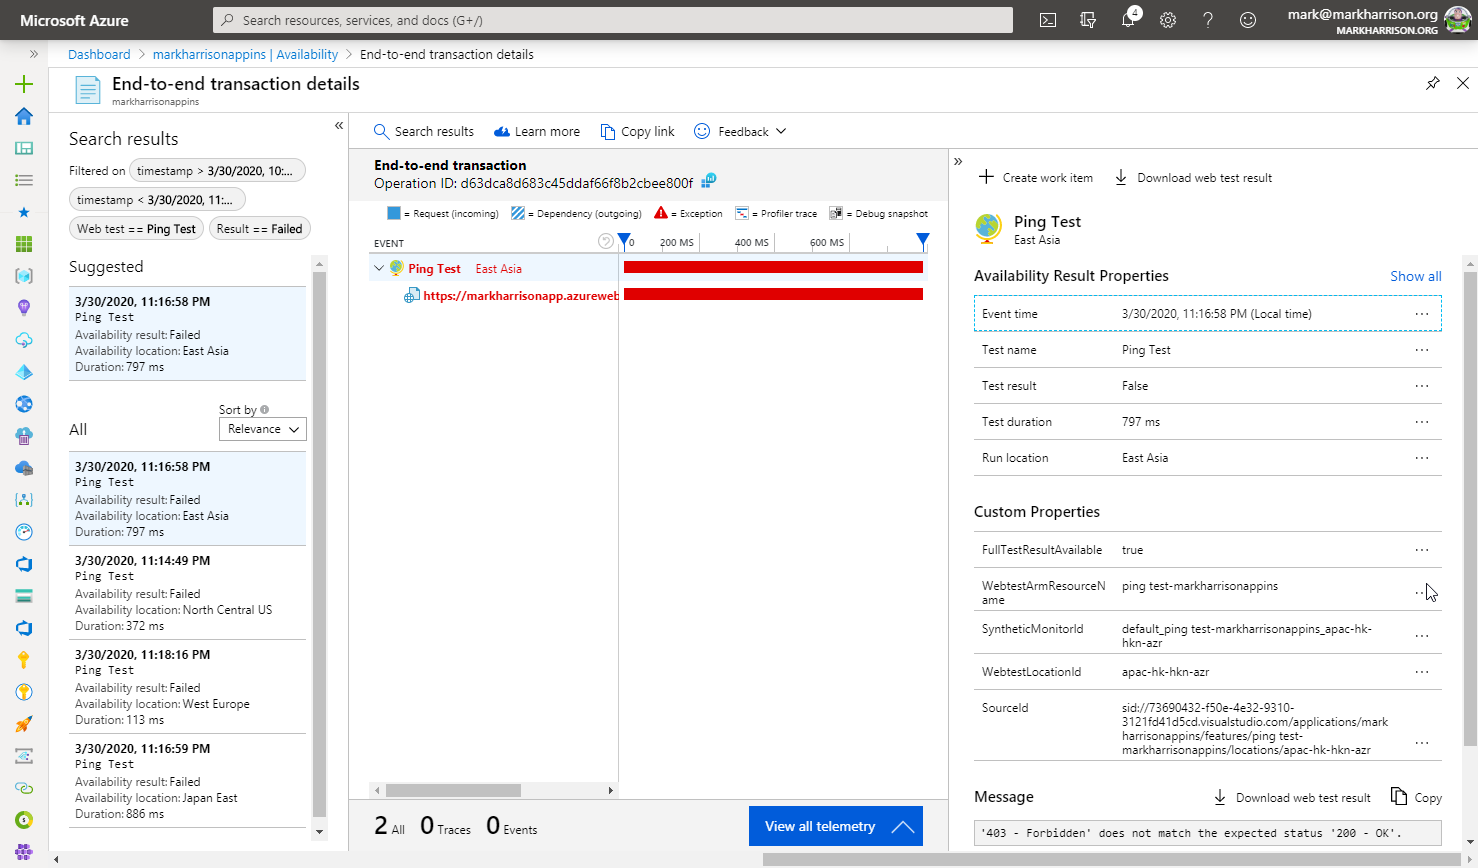 Microsoft Azure
Search resources, services, and docs (G+/)
4
mark@markharrison.org
MARKHARRISON.ORG
Dashboard > markharrisonappins | Availability > End-to-end transaction details
End-to-end transaction details
markharrisonappins
Search results
Filtered on
timestamp > 3/30/2020, 10:...
timestamp < 3/30/2020, 11:...
Web test == Ping Test
Result == Failed
Suggested
3/30/2020, 11:16:58 PM
Ping Test
Availability result: Failed
Availability location: East Asia
Duration: 797 ms
Sort by
All
Relevance
3/30/2020, 11:16:58 PM
Ping Test
Availability result: Failed
Availability location: East Asia
Duration: 797 ms
3/30/2020, 11:14:49 PM
Ping Test
Availability result: Failed
Availability location: North Central US
Duration: 372 ms
3/30/2020, 11:18:16 PM
Ping Test
Availability result: Failed
Availability location: West Europe
Duration: 113 ms
3/30/2020, 11:16:59 PM
Ping Test
Availability result: Failed
Availability location: Japan East
Duration: 886 ms
Search results
Learn more
Copy link
Feedback
End-to-end transaction
Operation ID: d63dca8d683c45ddaf66f8b2cbee800f
= Request (incoming)
= Dependency (outgoing)
= Exception
= Profiler trace
= Debug snapshot
EVENT
0
200 MS
400 MS
600 MS
Ping Test East Asia
https://markharrisonapp.azureweb
2 All
0 Traces
0 Events
View all telemetry
Create work item
Download web test result
Ping Test
East Asia
Availability Result Properties
Show all
Event time 3/30/2020, 11:16:58 PM (Local time) ...
Test name Ping Test ...
Test result False ...
Test duration 797 ms ...
Run location East Asia ...
Custom Properties
FullTestResultAvailable true ...
WebtestArmResourceN
ame
ping test-markharrisonappins ...
SyntheticMonitorId
default_ping test-markharrisonappins_apac-hk-
hkn-azr ...
WebtestLocationId apac-hk-hkn-azr ...
SourceId
sid://73690432-f50e-4e32-9310-
3121fd41d5cd.visualstudio.com/applications/mark
harrisonappins/features/ping test-
markharrisonappins/locations/apac-hk-hkn-azr ...
Message
Download web test result
Copy
'403 - Forbidden' does not match the expected status '200 - OK'.